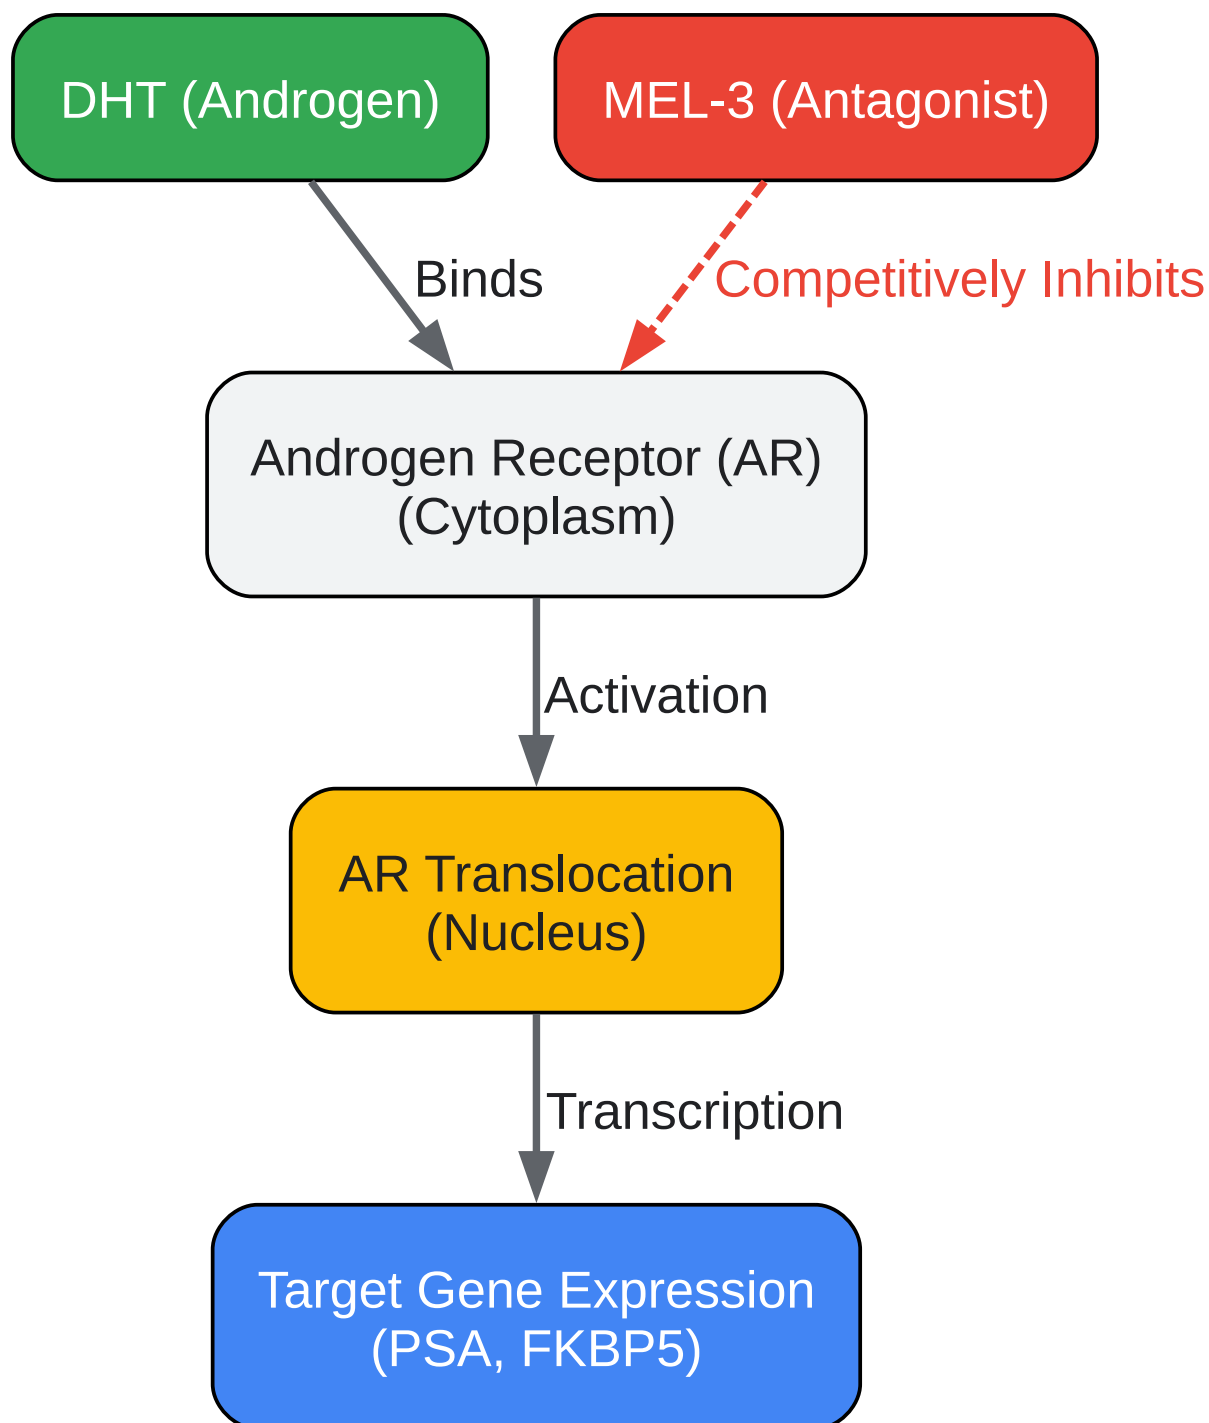 DHT (Androgen)
MEL-3 (Antagonist)
Binds
Competitively Inhibits
Androgen Receptor (AR)
(Cytoplasm)
Activation
AR Translocation
(Nucleus)
Transcription
Target Gene Expression
(PSA, FKBP5)